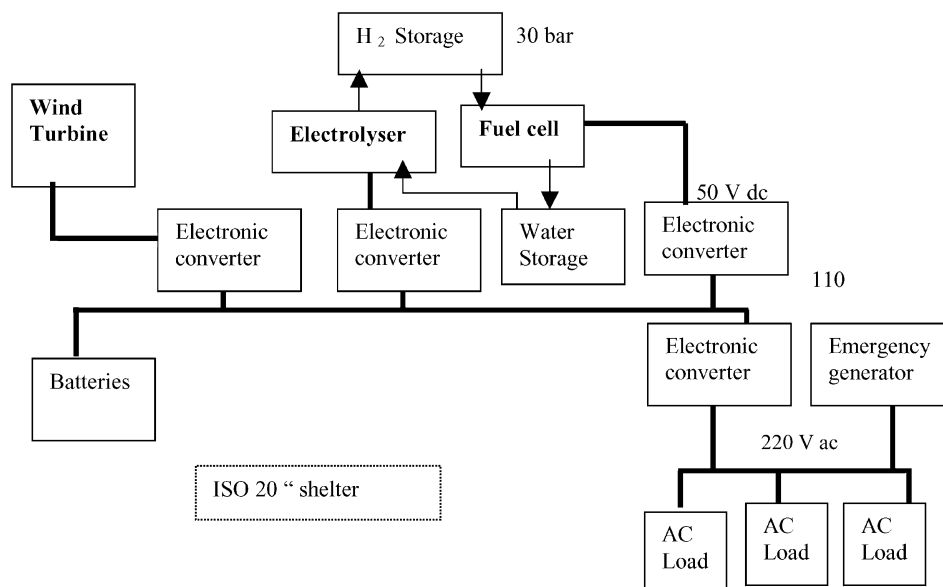 H 2 Storage
30 bar
Wind
Turbine
Electrolyser
Fuel cell
50 V dc
Electronic
converter
Electronic
converter
Water
Storage
Electronic
converter
110
Batteries
Electronic
converter
Emergency
generator
220 V ac
ISO 20 “ shelter
AC
Load
AC
Load
AC
Load